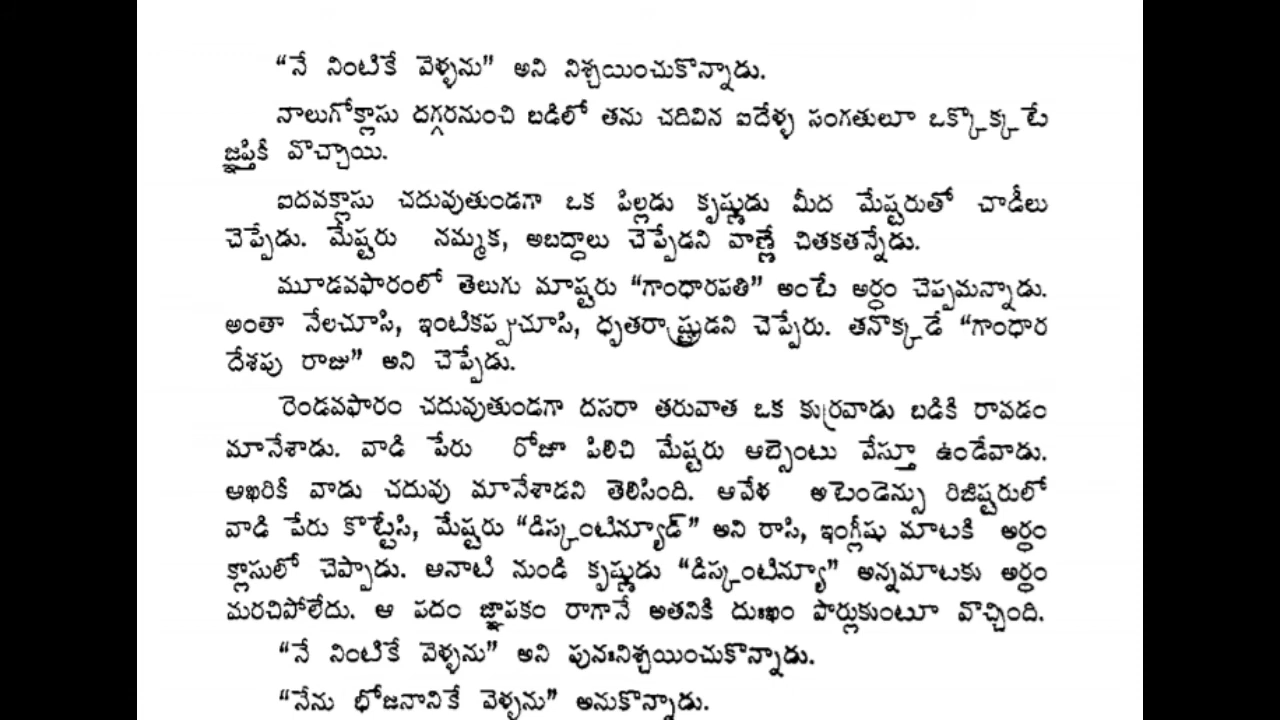 “నే నింటికే వెళ్ళను” అని నిశ్చయించుకొన్నాడు.
నాలుగోక్లాసు దగ్గరనుంచి బడిలో తను చదివిన ఐదేళ్ళ సంగతులూ ఒక్కొక్కటే
జ్ఞప్తికి వొచ్చాయి.
ఐదవక్లాసు చదువుతుండగా ఒక పిల్లడు కృష్ణుడు మీద మేష్టరుతో చాడీలు
చెప్పేడు. మేష్టరు నమ్మక, అబద్ధాలు చెప్పేడని వాణ్ణే చితకతన్నేడు.
మూడవఫారంలో తెలుగు మాష్టరు “గాంధారపతి” అంటే అర్ధం చెప్పమన్నాడు.
అంతా నేలచూసి, ఇంటికప్పుచూసి, ధృతరాష్ట్రుడని చెప్పేరు. తనొక్కడే “గాంధార
దేశపు రాజు” అని చెప్పేడు.
రెండవఫారం చదువుతుండగా దసరా తరువాత ఒక కుర్రవాడు బడికి రావడం
మానేశాడు. వాడి పేరు రోజూ పిలిచి మేష్టరు ఆబ్సెంటు వేస్తూ ఉండేవాడు.
ఆఖరికి వాడు చదువు మానేశాడని తెలిసింది. ఆవేళ అటెండెన్సు రిజిష్టరులో
వాడి పేరు కొట్టేసి, మేష్టరు “డిస్కంటిన్యూడ్” అని రాసి, ఇంగ్లీషు మాటకి అర్ధం
క్లాసులో చెప్పాడు. ఆనాటి నుండి కృష్ణుడు “డిస్కంటిన్యూ” అన్నమాటకు అర్ధం
మరచిపోలేదు. ఆ పదం జ్ఞాపకం రాగానే అతనికి దుఃఖం పొర్లుకుంటూ వొచ్చింది.
“నే నింటికే వెళ్ళను” అని పునఃనిశ్చయించుకొన్నాడు.
“నేను భోజనానికే వెళ్ళను” అనుకొన్నాడు.